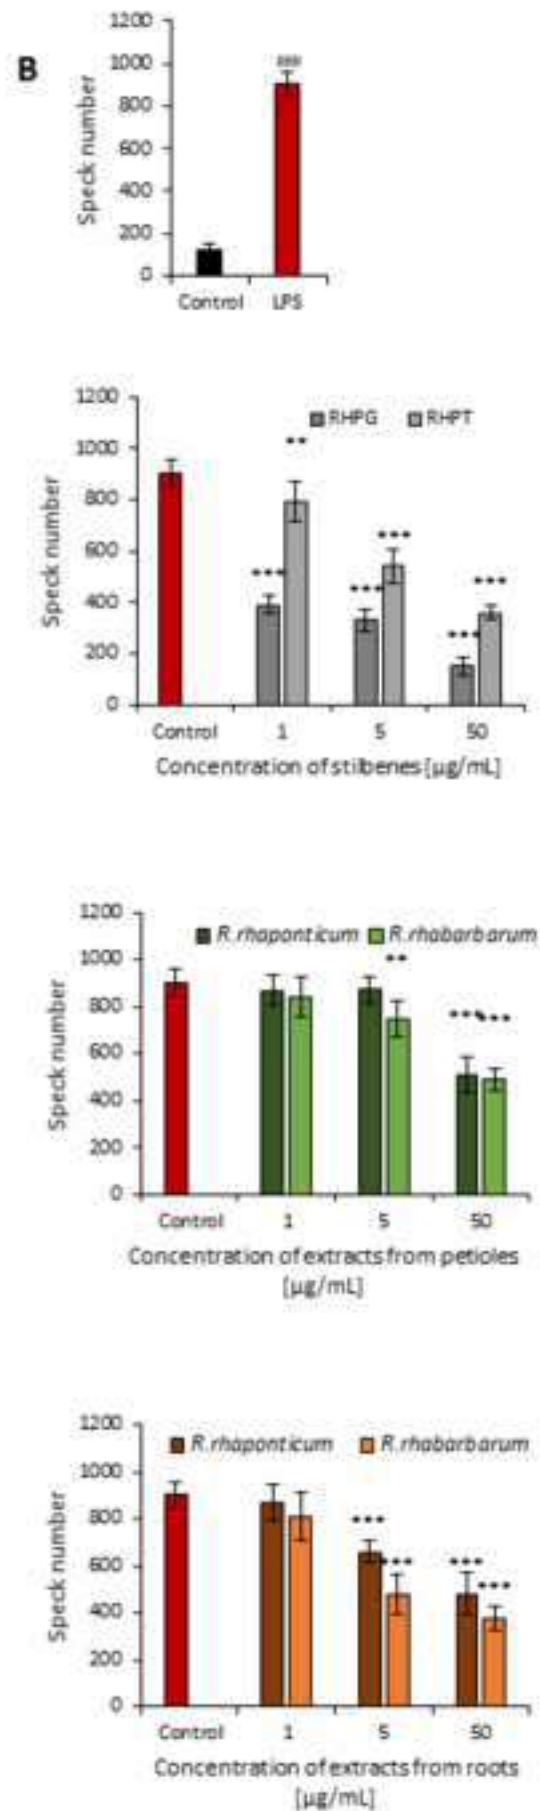 B
1200
1000
800
600
400
200
0
Speck number
###
Control LPS
1200
1000
800
600
400
200
0
Speck number
RHPG RHPT
**
***
***
***
***
***
Control 1 5 50
Concentration of stilbenes [µg/mL]
1200
1000
800
600
400
200
0
Speck number
R.rhaponticum R.rhabarbarum
**
*** ***
Control 1 5 50
Concentration of extracts from petioles
[µg/mL]
1200
1000
800
600
400
200
0
Speck number
R.rhaponticum R.rhabarbarum
***
***
***
***
Control 1 5 50
Concentration of extracts from roots
[µg/mL]